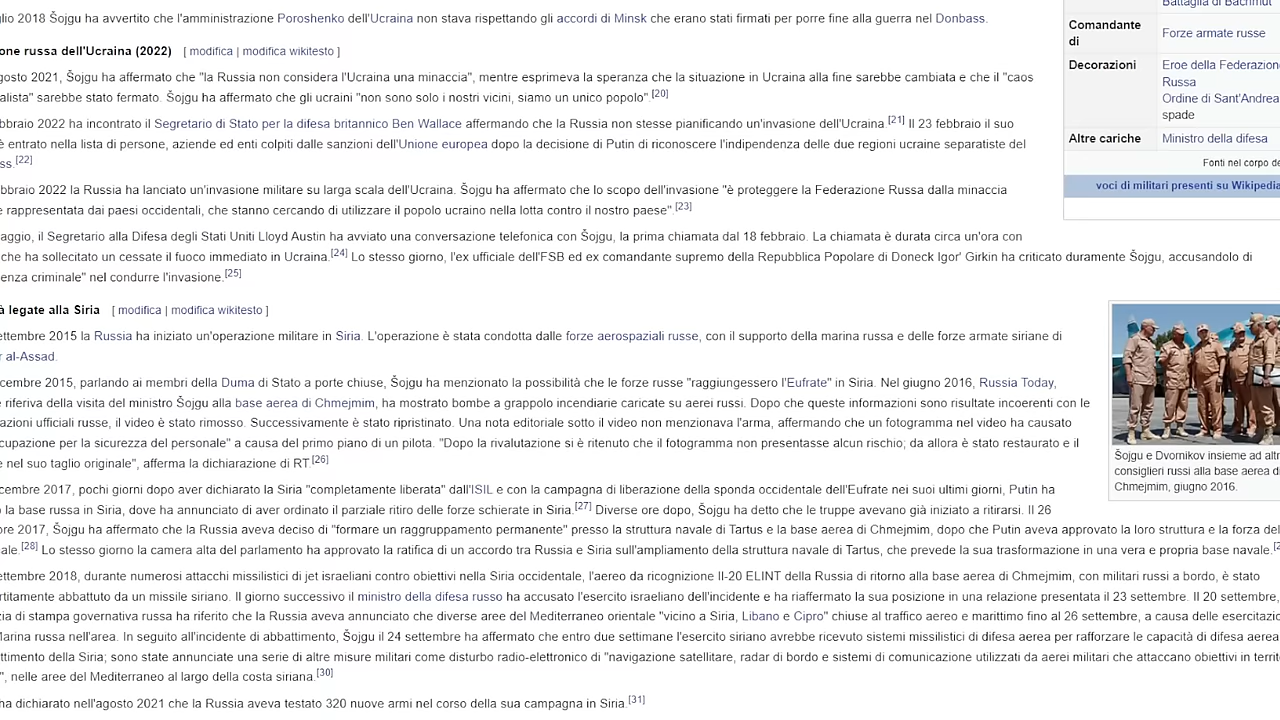 lio 2018 Šojgu ha avvertito che l'amministrazione Poroshenko dell'Ucraina non stava rispettando gli accordi di Minsk che erano stati firmati per porre fine alla guerra nel Donbass.
one russa dell'Ucraina (2022) [ modifica | modifica wikitesto ]
gosto 2021, Šojgu ha affermato che "la Russia non considera l'Ucraina una minaccia", mentre esprimeva la speranza che la situazione in Ucraina alla fine sarebbe cambiata e che il "caos
alista" sarebbe stato fermato. Šojgu ha affermato che gli ucraini "non sono solo i nostri vicini, siamo un unico popolo".[20]
bbraio 2022 ha incontrato il Segretario di Stato per la difesa britannico Ben Wallace affermando che la Russia non stesse pianificando un'invasione dell'Ucraina.[21] Il 23 febbraio il suo
è entrato nella lista di persone, aziende ed enti colpiti dalle sanzioni dell'Unione europea dopo la decisione di Putin di riconoscere l'indipendenza delle due regioni ucraine separatiste del
ss.[22]
bbraio 2022 la Russia ha lanciato un'invasione militare su larga scala dell'Ucraina. Šojgu ha affermato che lo scopo dell'invasione "è proteggere la Federazione Russa dalla minaccia
e rappresentata dai paesi occidentali, che stanno cercando di utilizzare il popolo ucraino nella lotta contro il nostro paese".[23]
aggio, il Segretario alla Difesa degli Stati Uniti Lloyd Austin ha avviato una conversazione telefonica con Šojgu, la prima chiamata dal 18 febbraio. La chiamata è durata circa un'ora con
che ha sollecitato un cessate il fuoco immediato in Ucraina.[24] Lo stesso giorno, l'ex ufficiale dell'FSB ed ex comandante supremo della Repubblica Popolare di Doneck Igor' Girkin ha criticato duramente Šojgu, accusandolo di
enza criminale" nel condurre l'invasione.[25]
à legate alla Siria [ modifica | modifica wikitesto ]
ettembre 2015 la Russia ha iniziato un'operazione militare in Siria. L'operazione è stata condotta dalle forze aerospaziali russe, con il supporto della marina russa e delle forze armate siriane di
r al-Assad.
icembre 2015, parlando ai membri della Duma di Stato a porte chiuse, Šojgu ha menzionato la possibilità che le forze russe "raggiungessero l'Eufrate" in Siria. Nel giugno 2016, Russia Today,
e riferiva della visita del ministro Šojgu alla base aerea di Chmejmim, ha mostrato bombe a grappolo incendiarie caricate su aerei russi. Dopo che queste informazioni sono risultate incoerenti con le
azioni ufficiali russe, il video è stato rimosso. Successivamente è stato ripristinato. Una nota editoriale sotto il video non menzionava l'arma, affermando che un fotogramma nel video ha causato
cupazione per la sicurezza del personale" a causa del primo piano di un pilota. "Dopo la rivalutazione si è ritenuto che il fotogramma non presentasse alcun rischio; da allora è stato restaurato e il
e nel suo taglio originale", afferma la dichiarazione di RT.[26]
icembre 2017, pochi giorni dopo aver dichiarato la Siria "completamente liberata" dall'ISIL e con la campagna di liberazione della sponda occidentale dell'Eufrate nei suoi ultimi giorni, Putin ha
o la base russa in Siria, dove ha annunciato di aver ordinato il parziale ritiro delle forze schierate in Siria.[27] Diverse ore dopo, Šojgu ha detto che le truppe avevano già iniziato a ritirarsi. Il 26
bre 2017, Šojgu ha affermato che la Russia aveva deciso di "formare un raggruppamento permanente" presso la struttura navale di Tartus e la base aerea di Chmejmim, dopo che Putin aveva approvato la loro struttura e la forza del
ale.[28] Lo stesso giorno la camera alta del parlamento ha approvato la ratifica di un accordo tra Russia e Siria sull'ampliamento della struttura navale di Tartus, che prevede la sua trasformazione in una vera e propria base navale.[2
ettembre 2018, durante numerosi attacchi missilistici di jet israeliani contro obiettivi nella Siria occidentale, l'aereo da ricognizione Il-20 ELINT della Russia di ritorno alla base aerea di Chmejmim, con militari russi a bordo, è stato
rtitamente abbattuto da un missile siriano. Il giorno successivo il ministro della difesa russo ha accusato l'esercito israeliano dell'incidente e ha riaffermato la sua posizione in una relazione presentata il 23 settembre. Il 20 settembre,
zia di stampa governativa russa ha riferito che la Russia aveva annunciato che diverse aree del Mediterraneo orientale "vicino a Siria, Libano e Cipro" chiuse al traffico aereo e marittimo fino al 26 settembre, a causa delle esercitazio
Marina russa nell'area. In seguito all'incidente di abbattimento, Šojgu il 24 settembre ha affermato che entro due settimane l'esercito siriano avrebbe ricevuto sistemi missilistici di difesa aerea per rafforzare le capacità di difesa aerea
ttimento della Siria; sono state annunciate una serie di altre misure militari come disturbo radio-elettronico di "navigazione satellitare, radar di bordo e sistemi di comunicazione utilizzati da aerei militari che attaccano obiettivi in territo
", nelle aree del Mediterraneo al largo della costa siriana.[30]
ha dichiarato nell'agosto 2021 che la Russia aveva testato 320 nuove armi nel corso della sua campagna in Siria.[31]
Battaglia di Bachmut
Comandante di Forze armate russe
Decorazioni Eroe della Federazione
Russa
Ordine di Sant'Andrea
spade
Altre cariche Ministro della difesa
Fonti nel corpo de
voci di militari presenti su Wikipedia
Šojgu e Dvornikov insieme ad altr
consiglieri russi alla base aerea di
Chmejmim, giugno 2016.